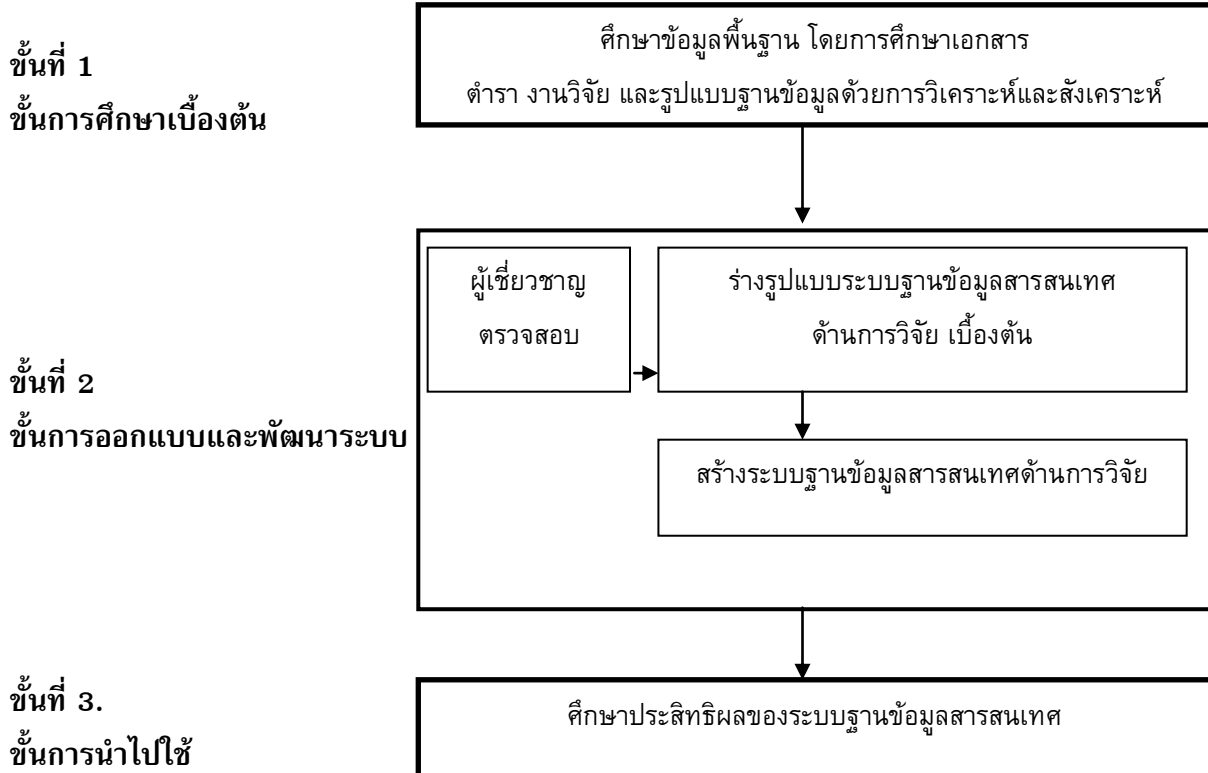 ขั้นที่ 1
ขั้นการศึกษาเบื้องต้น
ศึกษาข้อมูลพื้นฐาน โดยการศึกษาเอกสาร
ตำรา งานวิจัย และรูปแบบฐานข้อมูลด้วยการวิเคราะห์และสังเคราะห์
ขั้นที่ 2
ขั้นการออกแบบและพัฒนาระบบ
ผู้เชี่ยวชาญ
ตรวจสอบ
ร่างรูปแบบระบบฐานข้อมูลสารสนเทศ
ด้านการวิจัย เบื้องต้น
สร้างระบบฐานข้อมูลสารสนเทศด้านการวิจัย
ขั้นที่ 3.
ขั้นการนำไปใช้
ศึกษาประสิทธิผลของระบบฐานข้อมูลสารสนเทศ